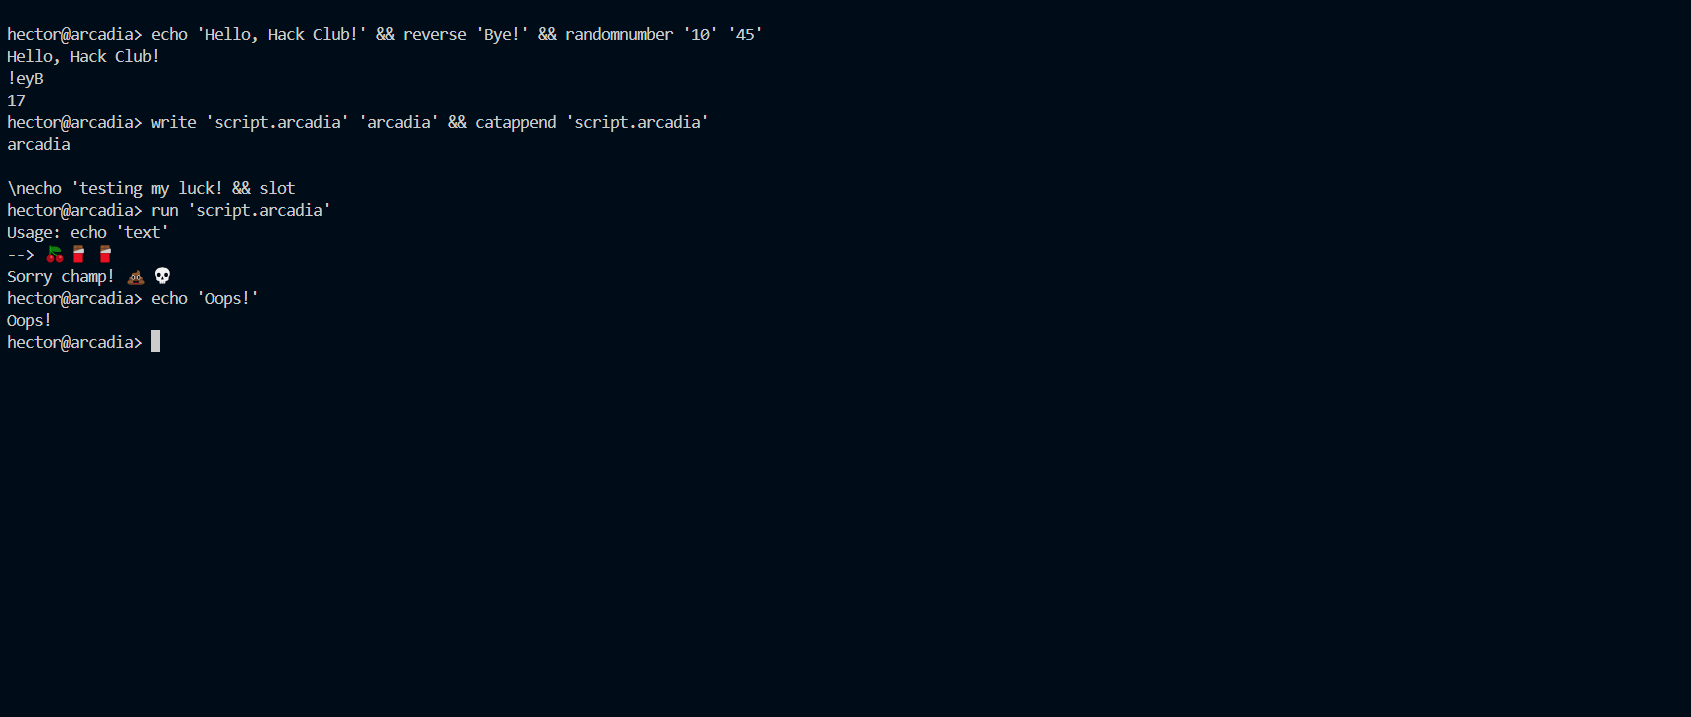 hector@arcadia> echo 'Hello, Hack Club!' && reverse 'Bye!' && randomnumber '10' '45'
Hello, Hack Club!
!eyB
17
hector@arcadia> write 'script.arcadia' 'arcadia' && catappend 'script.arcadia'
arcadia

\necho 'testing my luck! && slot
hector@arcadia> run 'script.arcadia'
Usage: echo 'text'
--> 🍒 🍫 🍫
Sorry champ! 💩 💀
hector@arcadia> echo 'Oops!'
Oops!
hector@arcadia>